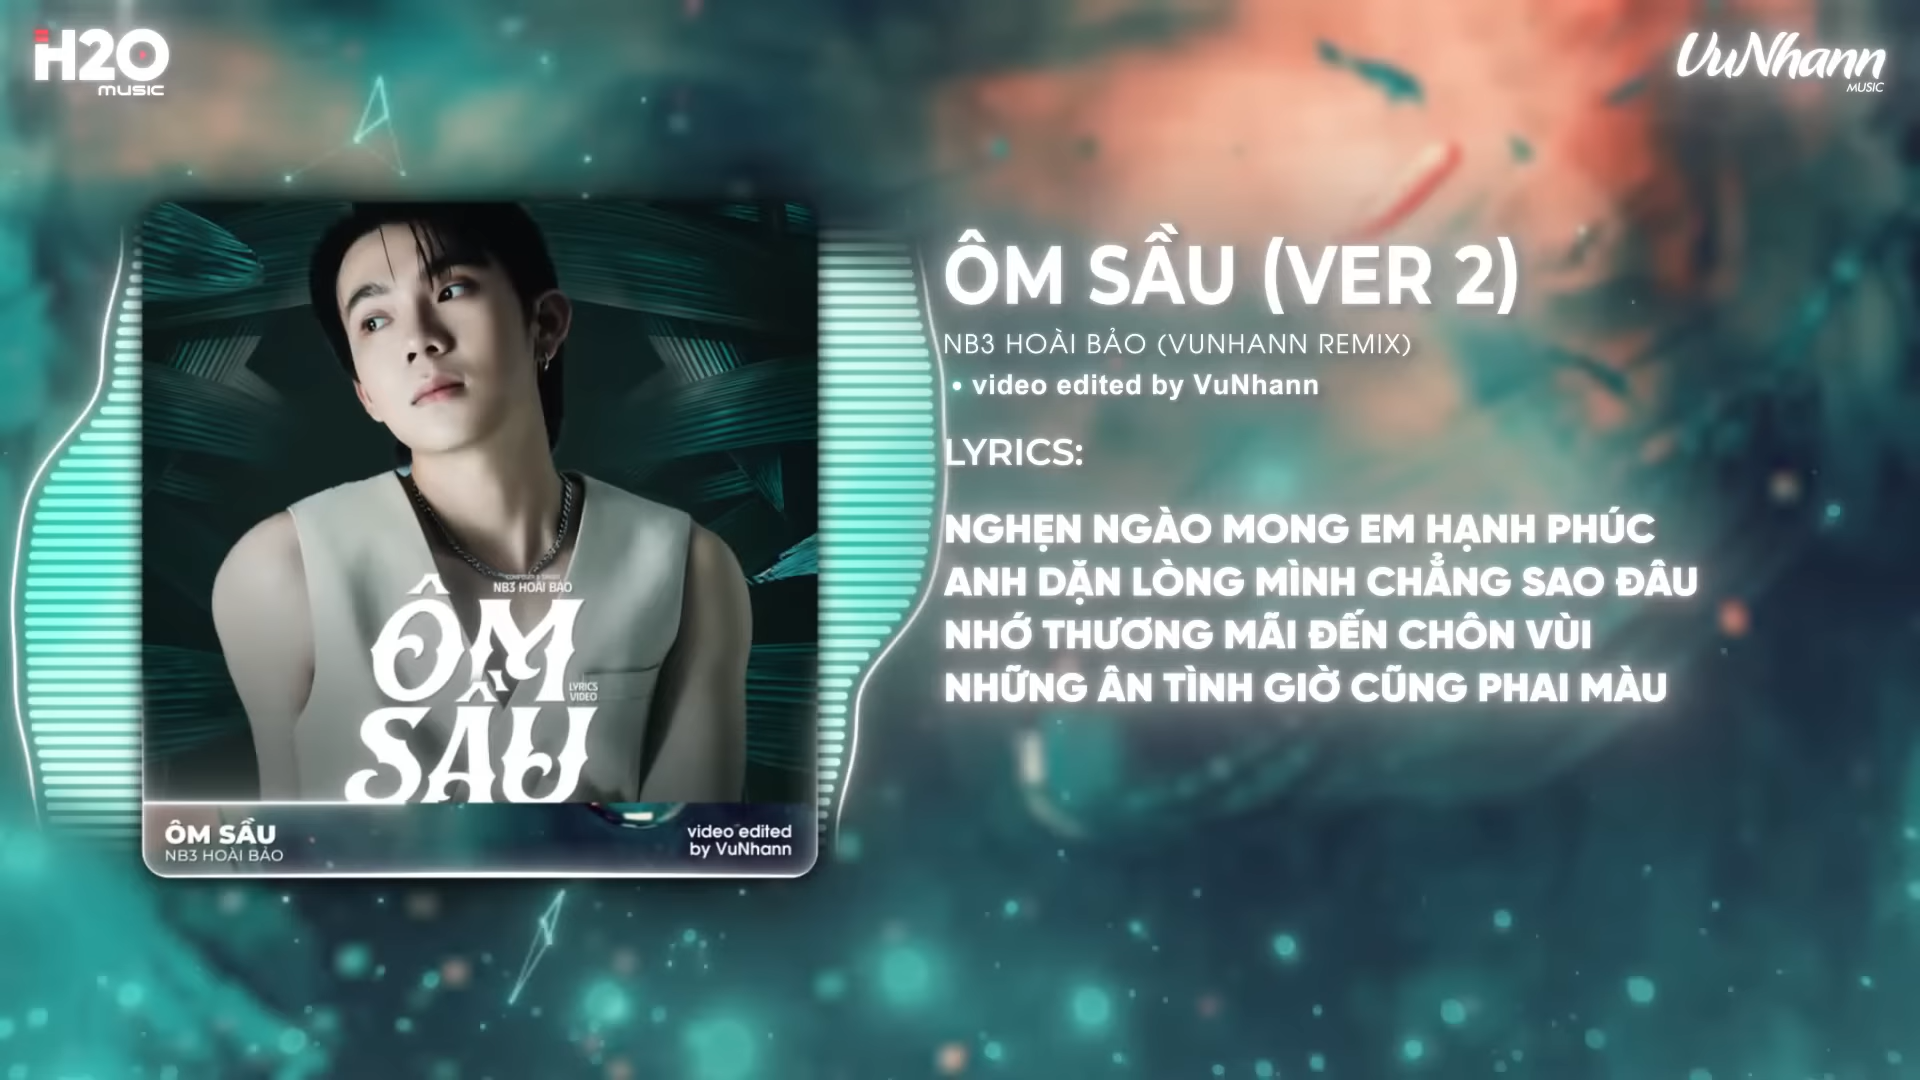 H2O
MUSIC
VuNhann
MUSIC
ÔM SẦU (VER 2)
NB3 HOÀI BẢO (VUNHANN REMIX)
• video edited by VuNhann
LYRICS:
NGHẸN NGÀO MONG EM HẠNH PHÚC
ANH DẶN LÒNG MÌNH CHẲNG SAO ĐÂU
NHỚ THƯƠNG MÃI ĐẾN CHÔN VÙI
NHỮNG ÂN TÌNH GIỜ CŨNG PHAI MÀU
NB3 HOÀI BẢO
ÔM
SẦU
LYRICS
VIDEO
ÔM SẦU
NB3 HOÀI BẢO
video edited
by VuNhann